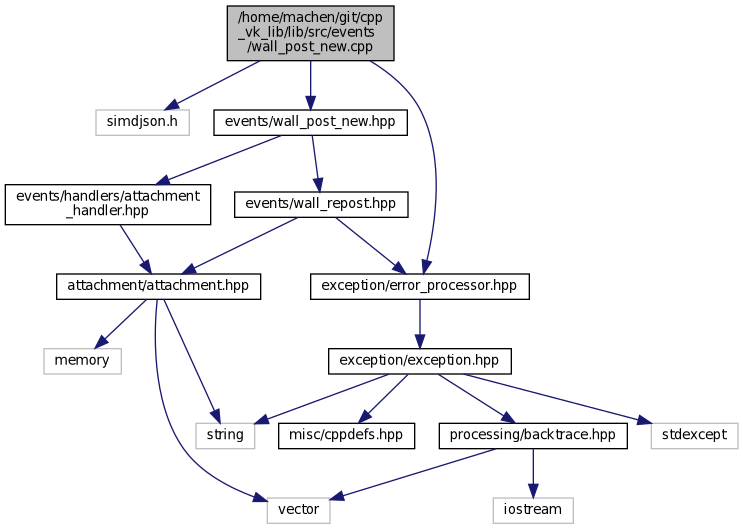 /home/machen/git/cpp
_vk_lib/lib/src/events
/wall_post_new.cpp
simdjson.h
events/wall_post_new.hpp
events/handlers/attachment
_handler.hpp
events/wall_repost.hpp
attachment/attachment.hpp
exception/error_processor.hpp
memory
exception/exception.hpp
string
misc/cppdefs.hpp
processing/backtrace.hpp
stdexcept
vector
iostream